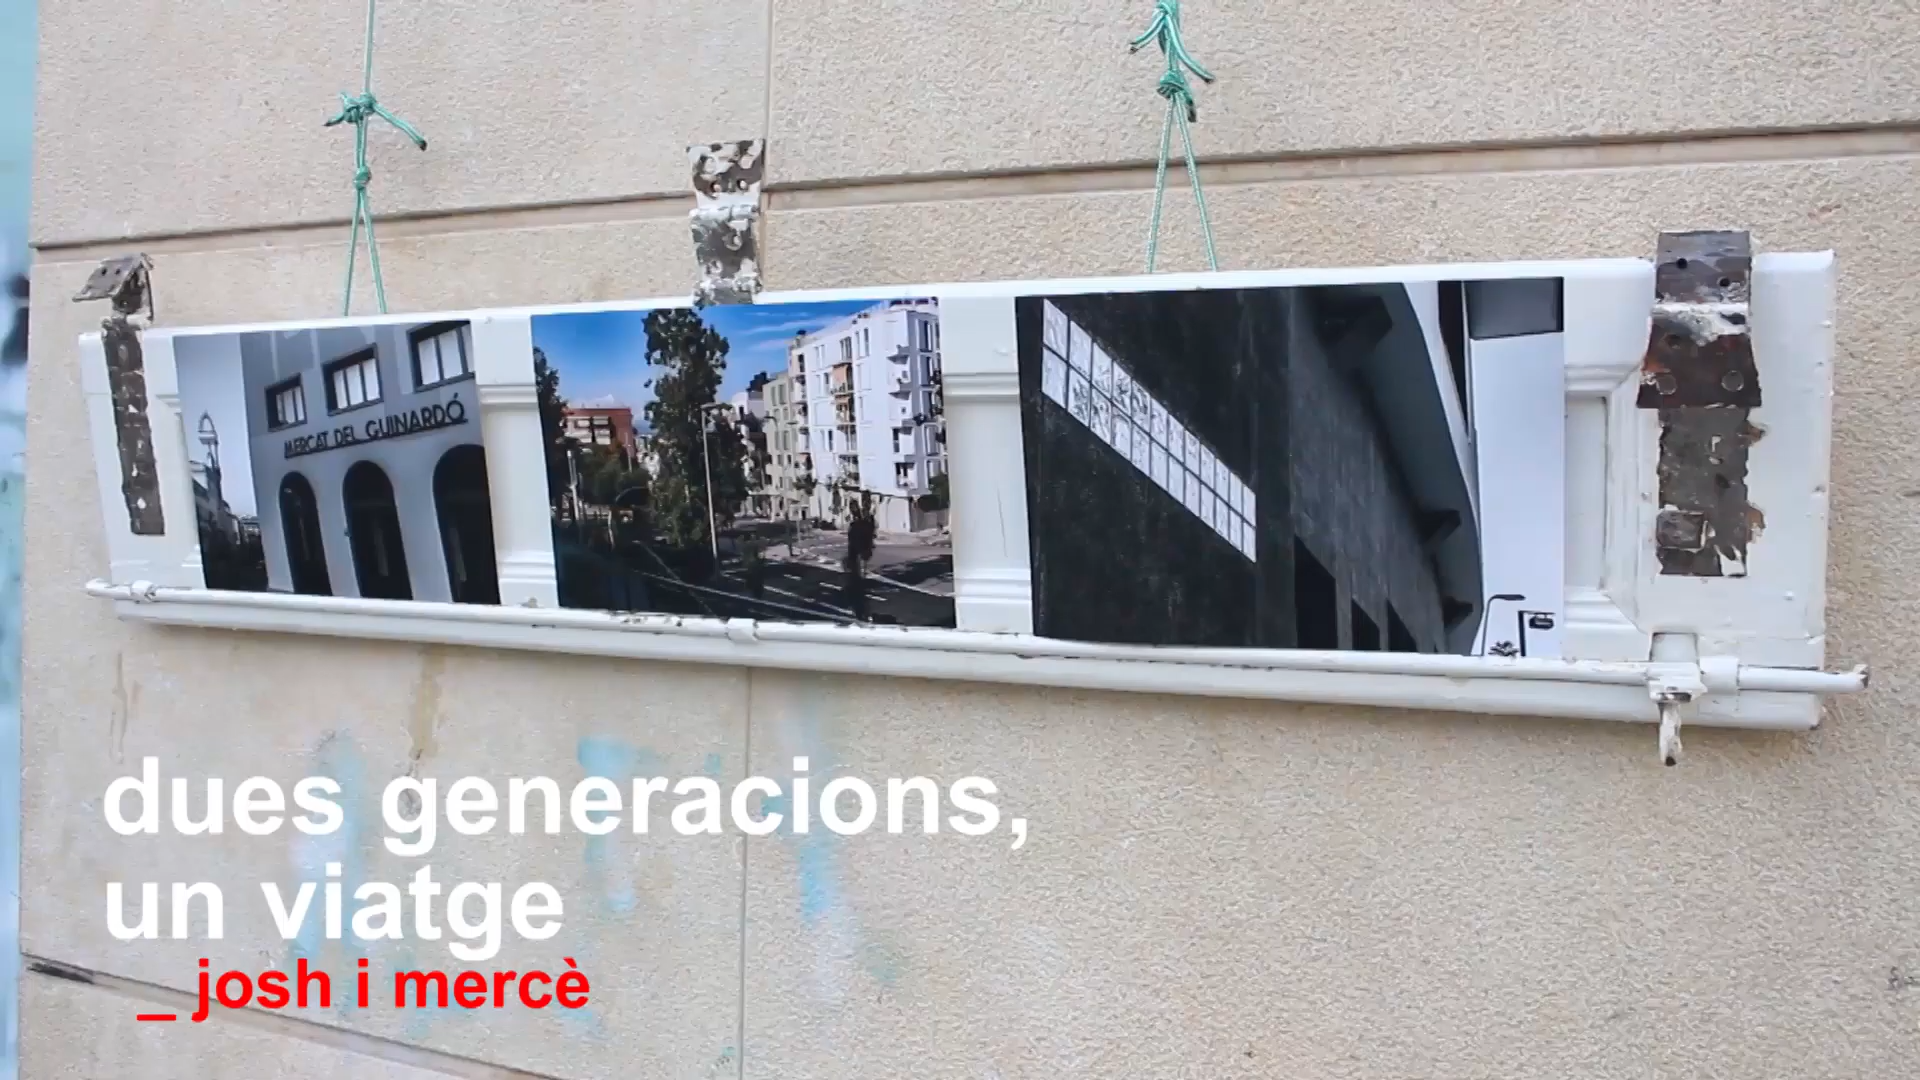 MERCAT DEL GUINARDÓ
dues generacions,
un viatge
_ josh i mercè